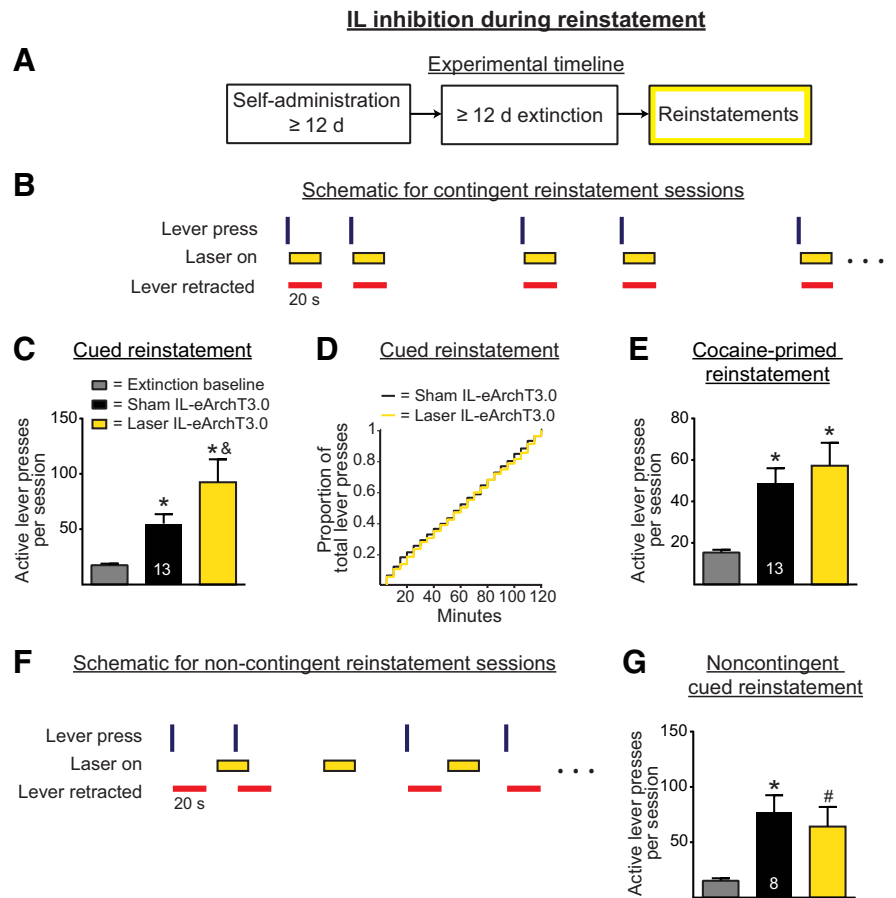 IL inhibition during reinstatement
A
Experimental timeline
Self-administration
≥ 12 d
≥ 12 d extinction
Reinstatements
B
Schematic for contingent reinstatement sessions
Lever press
Laser on
Lever retracted
20 s
. . .
C
Cued reinstatement
= Extinction baseline
= Sham IL-eArchT3.0
= Laser IL-eArchT3.0
Active lever presses
per session
150
100
50
*
*&
13
D
Cued reinstatement
= Sham IL-eArchT3.0
= Laser IL-eArchT3.0
Proportion of
total lever presses
1
0.8
0.6
0.4
0.2
20 40 60 80 100 120
Minutes
E
Cocaine-primed
reinstatement
Active lever presses
per session
80
60
40
20
*
*
13
F
Schematic for non-contingent reinstatement sessions
Lever press
Laser on
Lever retracted
20 s
. . .
G
Noncontingent
cued reinstatement
Active lever presses
per session
150
100
50
*
#
8